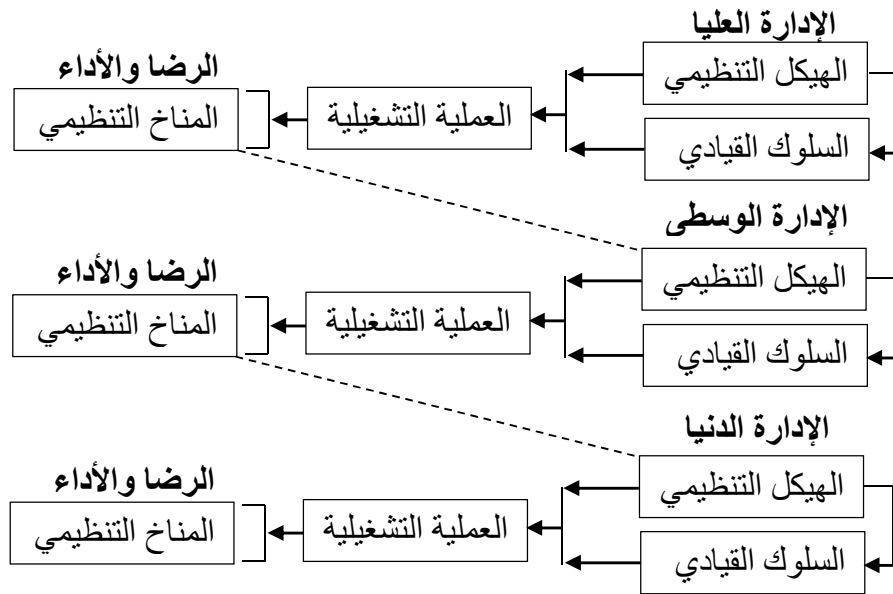 الإدارة العليا
الهيكل التنظيمي
الرضا والأداء
العملية التشغيلية
المناخ التنظيمي
السلوك القيادي
الإدارة الوسطى
الهيكل التنظيمي
الرضا والأداء
العملية التشغيلية
المناخ التنظيمي
السلوك القيادي
الإدارة الدنيا
الهيكل التنظيمي
الرضا والأداء
العملية التشغيلية
المناخ التنظيمي
السلوك القيادي